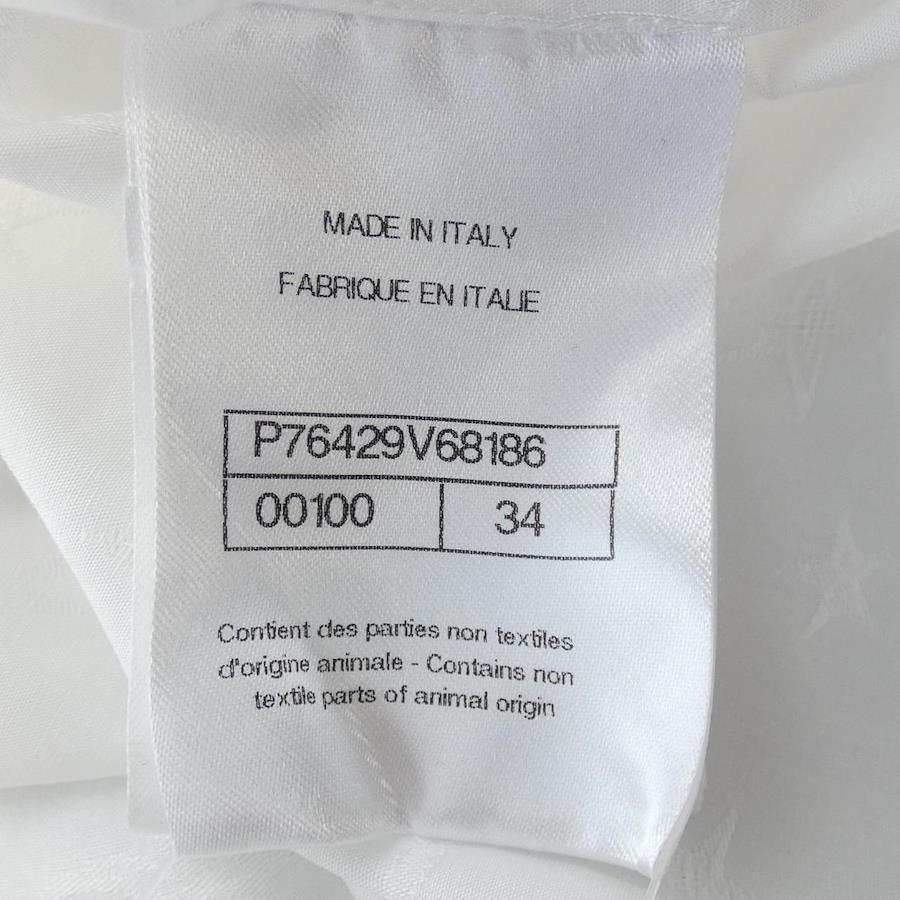 MADE IN ITALY
FABRIQUE EN ITALIE
P76429V68186
00100 34
Contient des parties non textiles
d'origine animale - Contains non
textile parts of animal origin